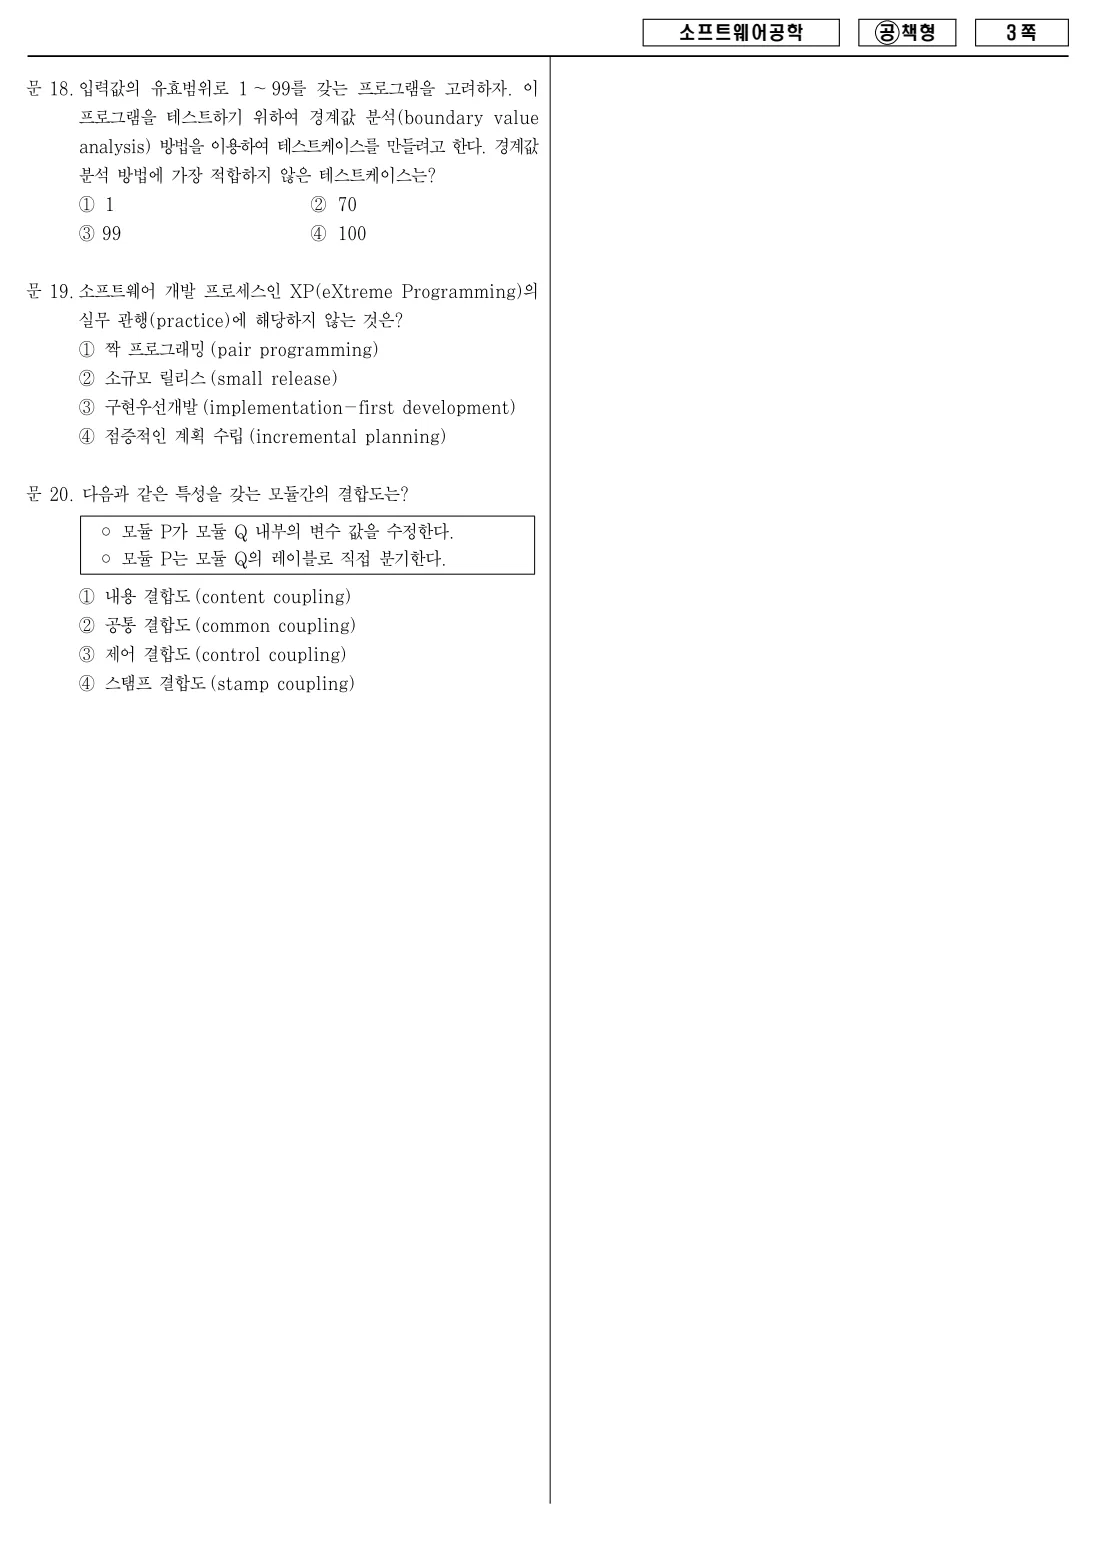 소프트웨어공학
공책형
3쪽
문 18. 입력값의 유효범위로 1 ~ 99를 갖는 프로그램을 고려하자. 이
프로그램을 테스트하기 위하여 경계값 분석(boundary value
analysis) 방법을 이용하여 테스트케이스를 만들려고 한다. 경계값
분석 방법에 가장 적합하지 않은 테스트케이스는?
① 1 ② 70
③ 99 ④ 100
문 19. 소프트웨어 개발 프로세스인 XP(eXtreme Programming)의
실무 관행(practice)에 해당하지 않는 것은?
① 짝 프로그래밍(pair programming)
② 소규모 릴리스(small release)
③ 구현우선개발(implementation-first development)
④ 점증적인 계획 수립(incremental planning)
문 20. 다음과 같은 특성을 갖는 모듈간의 결합도는?
○ 모듈 P가 모듈 Q 내부의 변수 값을 수정한다.
○ 모듈 P는 모듈 Q의 레이블로 직접 분기한다.
① 내용 결합도(content coupling)
② 공통 결합도(common coupling)
③ 제어 결합도(control coupling)
④ 스탬프 결합도(stamp coupling)